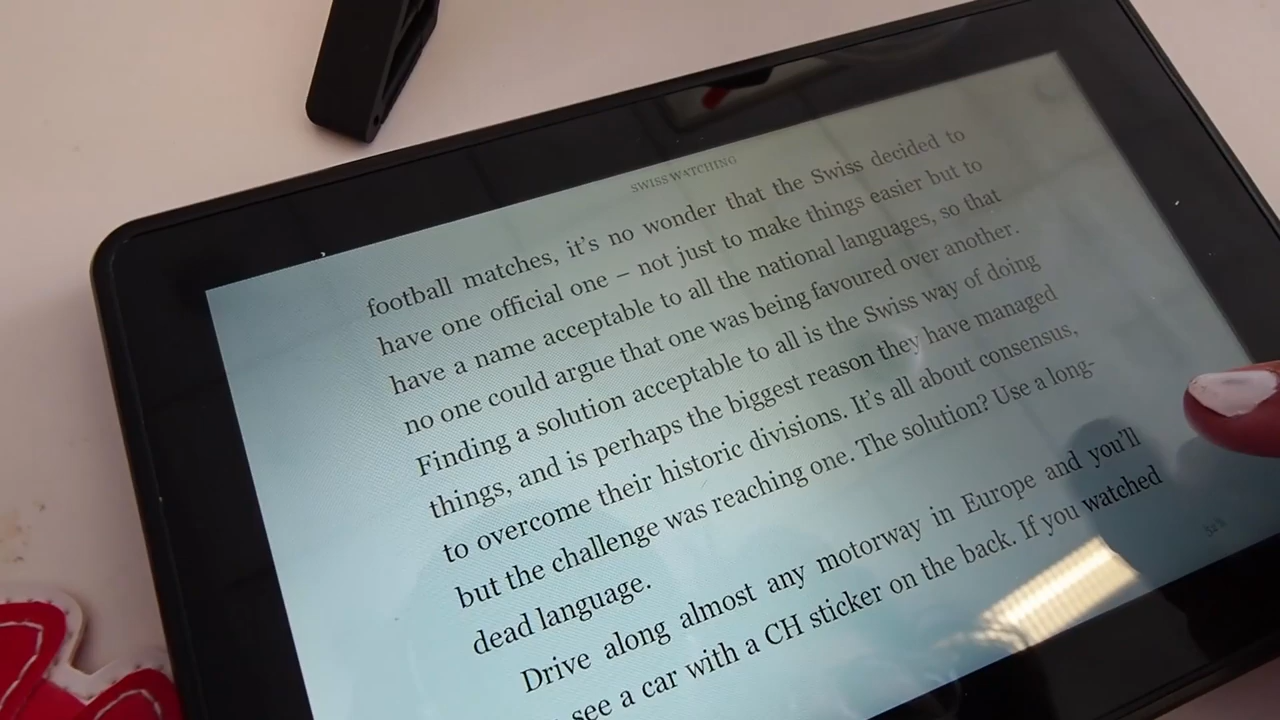 SWISS WATCHING
football matches, it's no wonder that the Swiss decided to
have one official one – not just to make things easier but to
have a name acceptable to all the national languages, so that
no one could argue that one was being favoured over another.
Finding a solution acceptable to all is the Swiss way of doing
things, and is perhaps the biggest reason they have managed
to overcome their historic divisions. It's all about consensus,
but the challenge was reaching one. The solution? Use a long-
dead language.
Drive along almost any motorway in Europe and you'll
see a car with a CH sticker on the back. If you watched